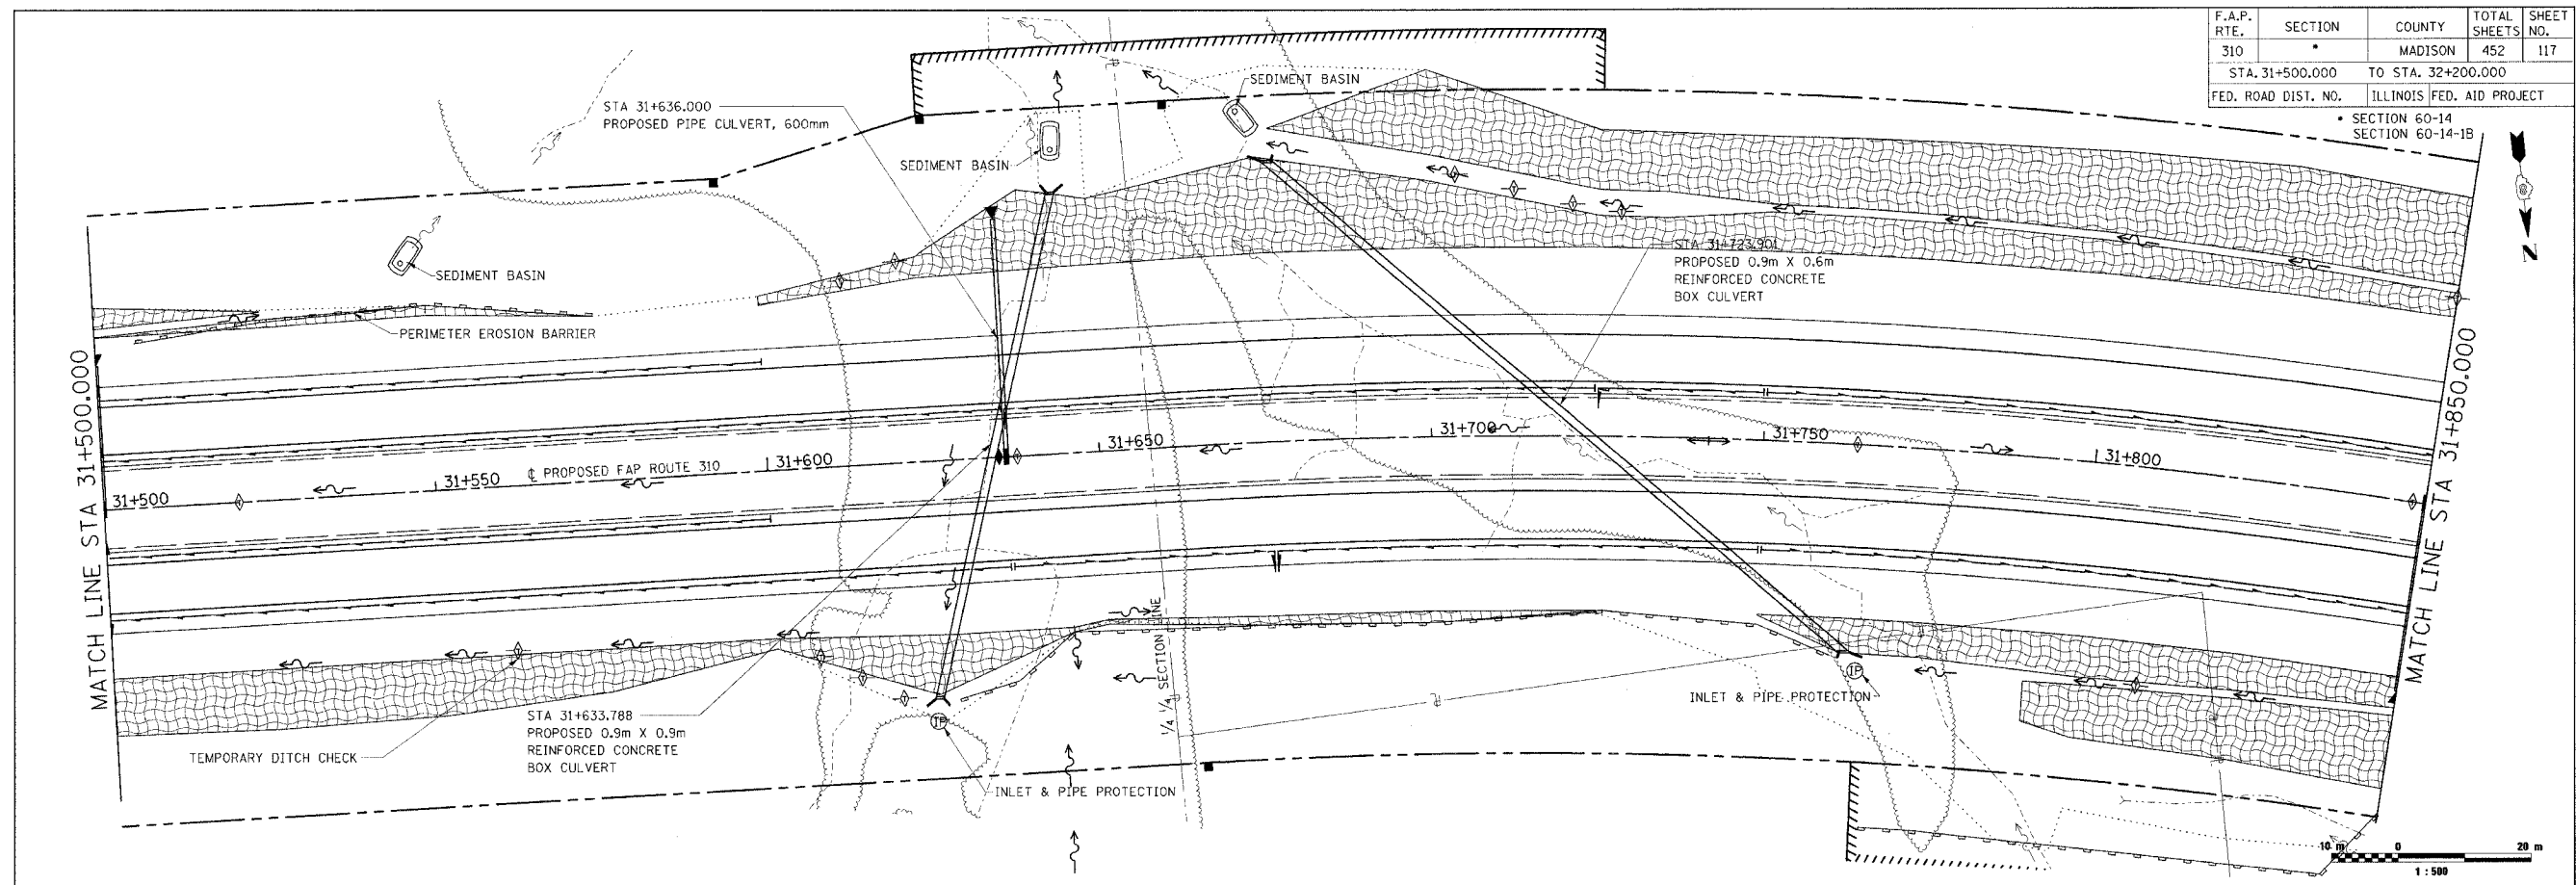 F.A.P. RTE. SECTION COUNTY TOTAL SHEETS SHEET NO.
310 * MADISON 452 117
STA. 31+500.000 TO STA. 32+200.000
FED. ROAD DIST. NO. ILLINOIS FED. AID PROJECT
* SECTION 60-14
SECTION 60-14-1B
N
STA 31+636.000
PROPOSED PIPE CULVERT, 600mm
SEDIMENT BASIN
SEDIMENT BASIN
SEDIMENT BASIN
PERIMETER EROSION BARRIER
STA 31+723.901
PROPOSED 0.9m X 0.6m
REINFORCED CONCRETE
BOX CULVERT
MATCH LINE STA 31+500.000
31+500
31+550
℄ PROPOSED FAP ROUTE 310
31+600
31+650
31+700
31+750
31+800
MATCH LINE STA 31+850.000
1/4 1/4 SECTION LINE
STA 31+633.788
PROPOSED 0.9m X 0.9m
REINFORCED CONCRETE
BOX CULVERT
TEMPORARY DITCH CHECK
IP
INLET & PIPE PROTECTION
IP
INLET & PIPE PROTECTION
10 m 0 20 m
1 : 500